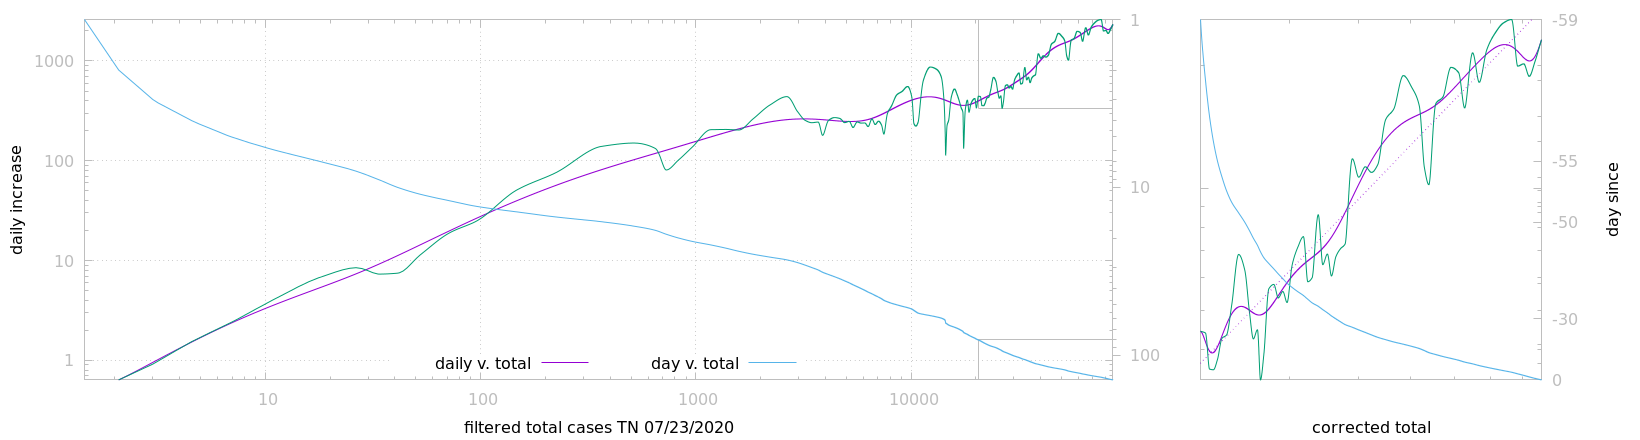 daily increase
1000
100
10
1
daily v. total
day v. total
10
100
1000
10000
filtered total cases TN 07/23/2020
1
10
100
-59
-55
-50
-30
0
day since
corrected total